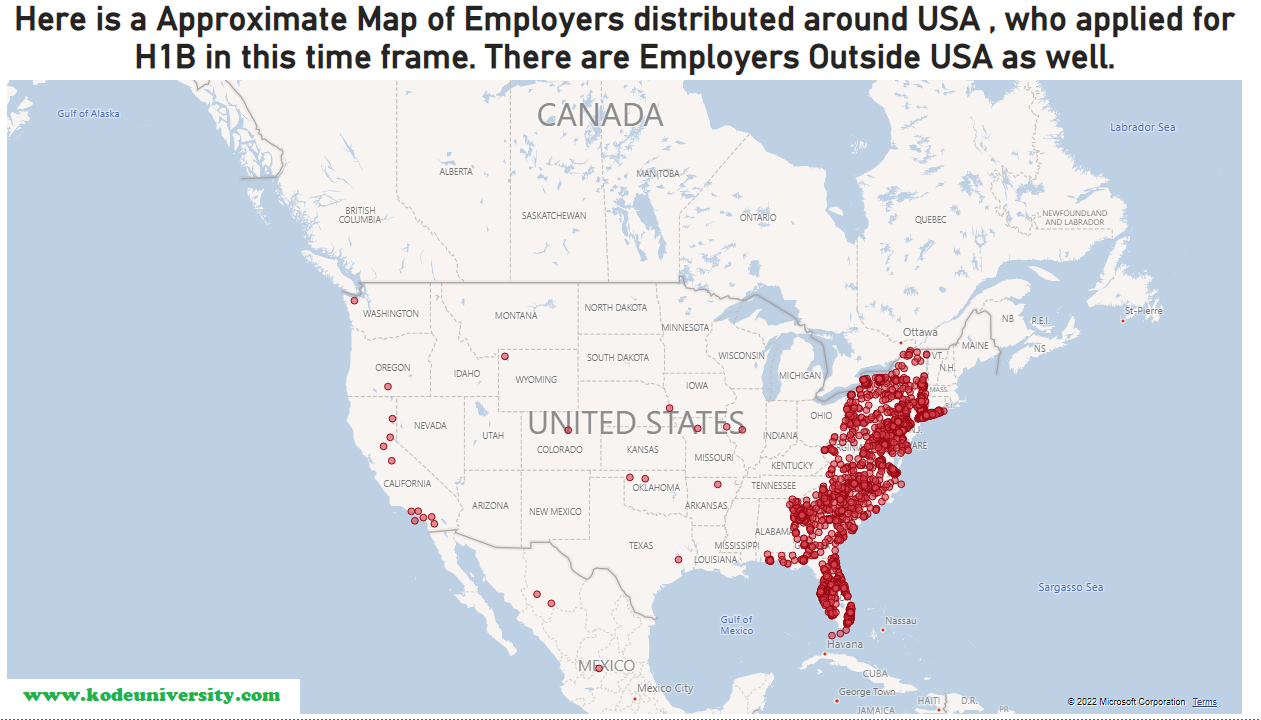 Here is a Approximate Map of Employers distributed around USA , who applied for
H1B in this time frame. There are Employers Outside USA as well.
CANADA
Gulf of Alaska
Labrador Sea
ALBERTA
MANITOBA
BRITISH
COLUMBIA
SASKATCHEWAN
ONTARIO
QUEBEC
NEWFOUNDLAND
AND LABRADOR
WASHINGTON
MONTANA
NORTH DAKOTA
MINNESOTA
Ottawa
NB
P.E.I.
St-Pierre
MAINE
NS
OREGON
IDAHO
WYOMING
SOUTH DAKOTA
WISCONSIN
MICHIGAN
VT.
N.H.
MASS.
IOWA
UNITED STATES
NEVADA
UTAH
COLORADO
KANSAS
MISSOURI
INDIANA
OHIO
N.J.
ARE
KENTUCKY
CALIFORNIA
ARIZONA
NEW MEXICO
OKLAHOMA
ARKANSAS
TENNESSEE
TEXAS
LOUISIANA
MISSISSIPPI
ALABAMA
Sargasso Sea
Gulf of
Mexico
Nassau
Havana
MEXICO
Mexico City
CUBA
George Town
HAITI
D.R.
PR
JAMAICA
www.kodeuniversity.com
© 2022 Microsoft Corporation Terms